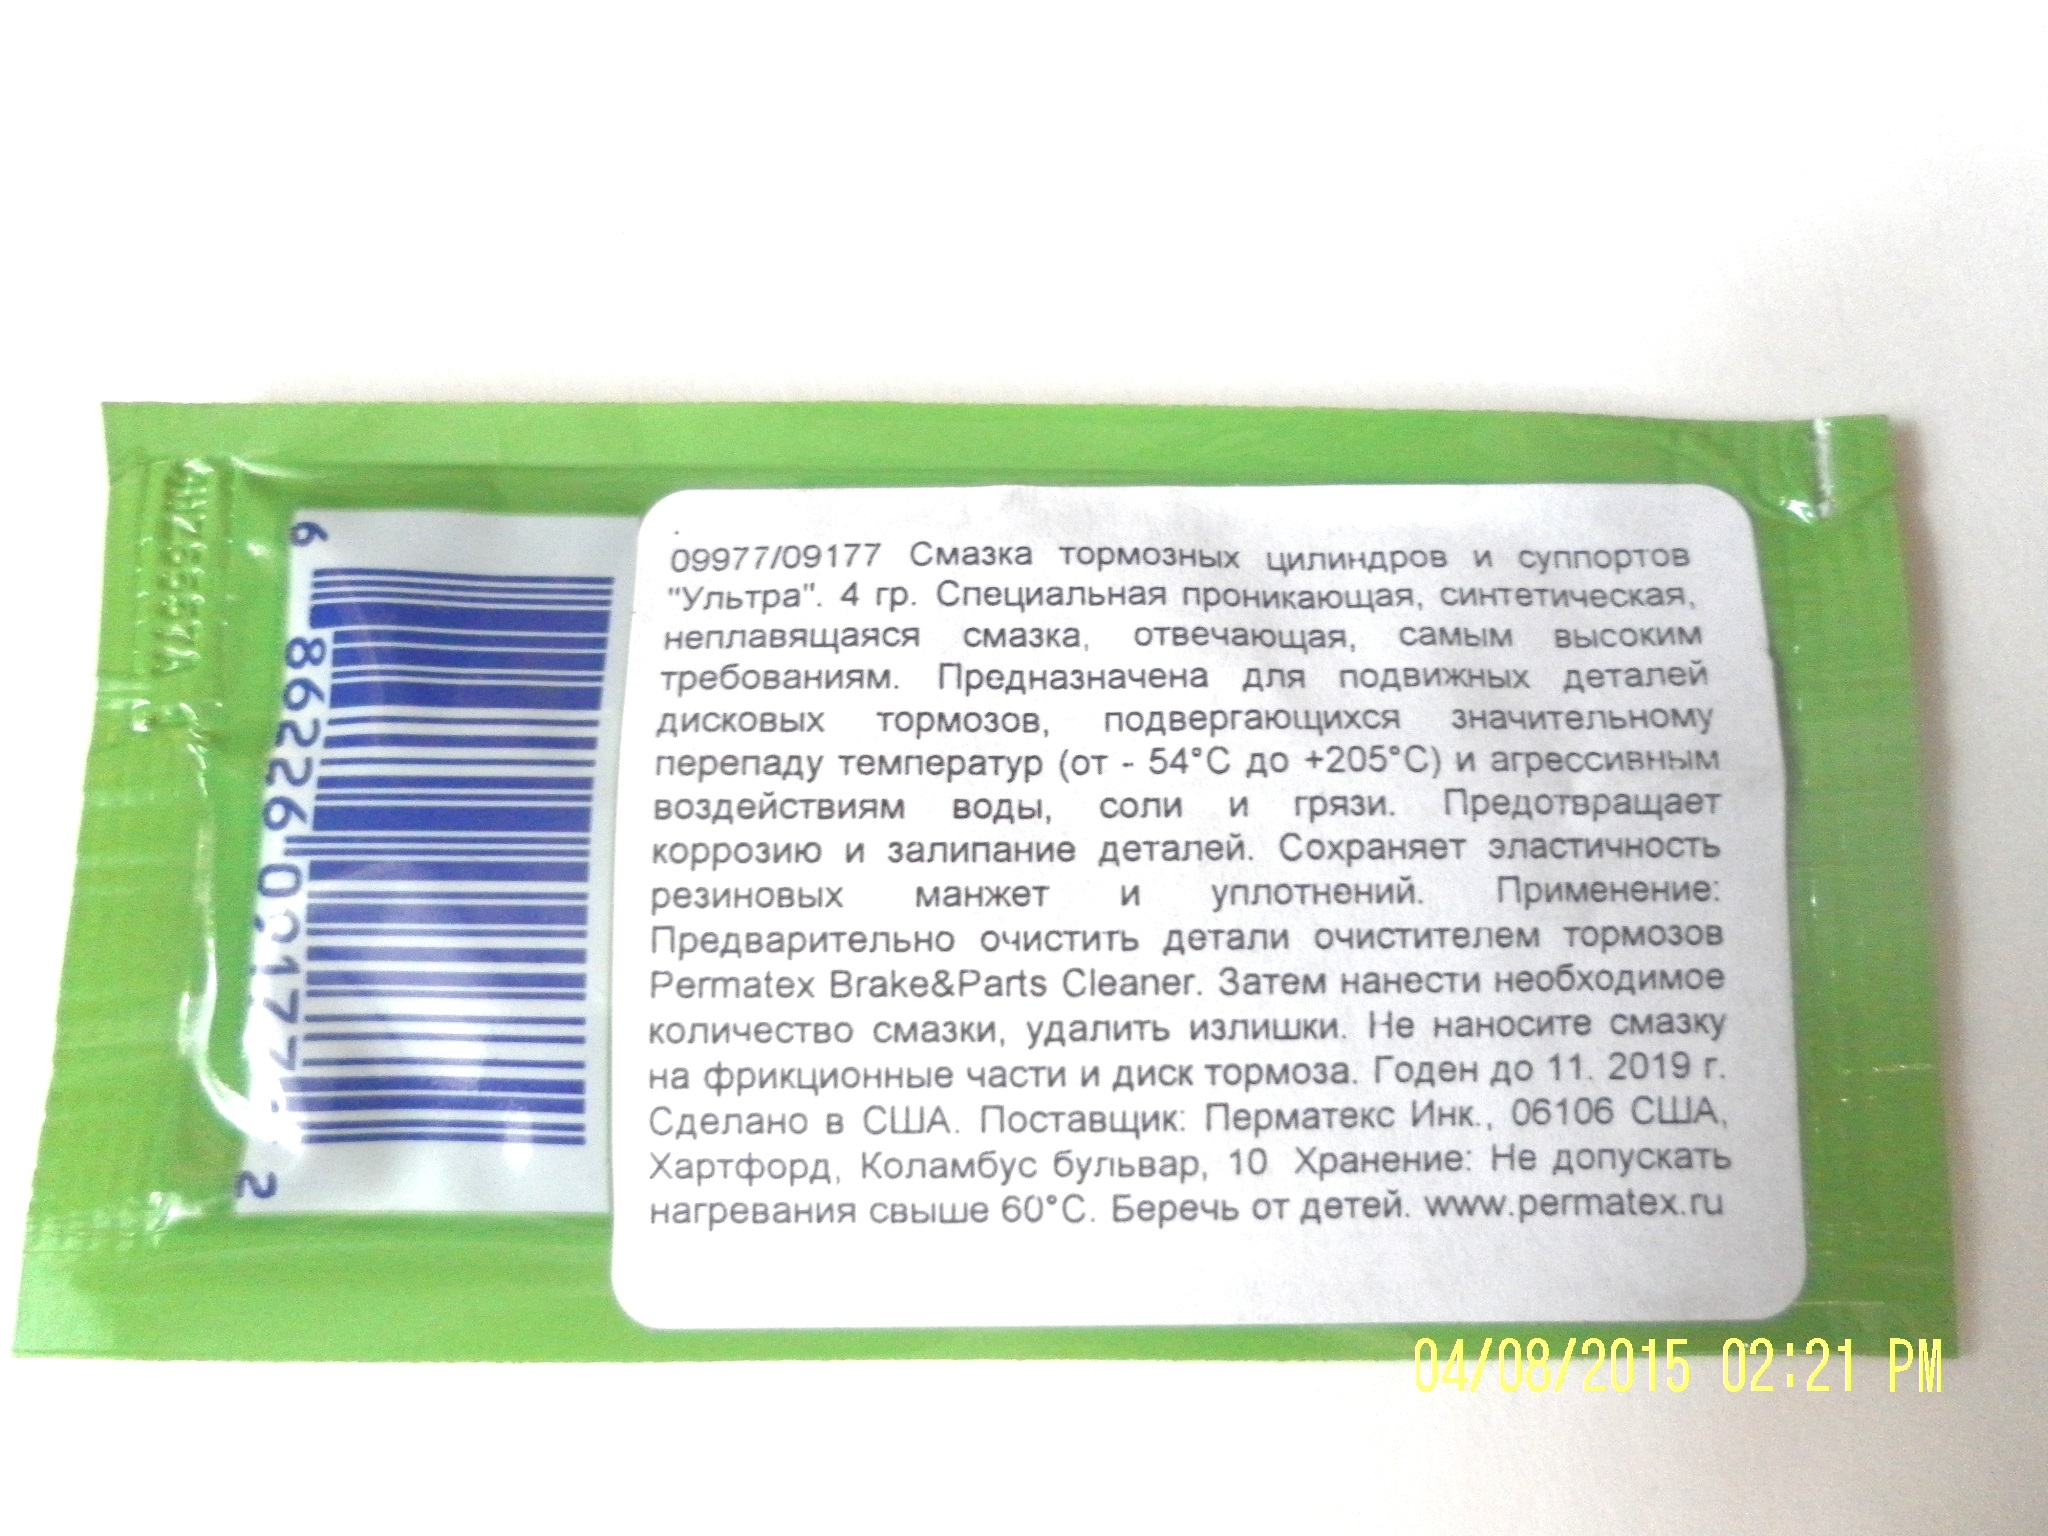 09977/09177 Смазка тормозных цилиндров и суппортов
"Ультра". 4 гр. Специальная проникающая, синтетическая,
неплавящаяся смазка, отвечающая, самым высоким
требованиям. Предназначена для подвижных деталей
дисковых тормозов, подвергающихся значительному
перепаду температур (от - 54°C до +205°C) и агрессивным
воздействиям воды, соли и грязи. Предотвращает
коррозию и залипание деталей. Сохраняет эластичность
резиновых манжет и уплотнений. Применение:
Предварительно очистить детали очистителем тормозов
Permatex Brake&Parts Cleaner. Затем нанести необходимое
количество смазки, удалить излишки. Не наносите смазку
на фрикционные части и диск тормоза. Годен до 11. 2019 г.
Сделано в США. Поставщик: Перматекс Инк., 06106 США,
Хартфорд, Коламбус бульвар, 10 Хранение: Не допускать
нагревания свыше 60°C. Беречь от детей. www.permatex.ru
6 86226 09177 2
04/08/2015 02:21 PM